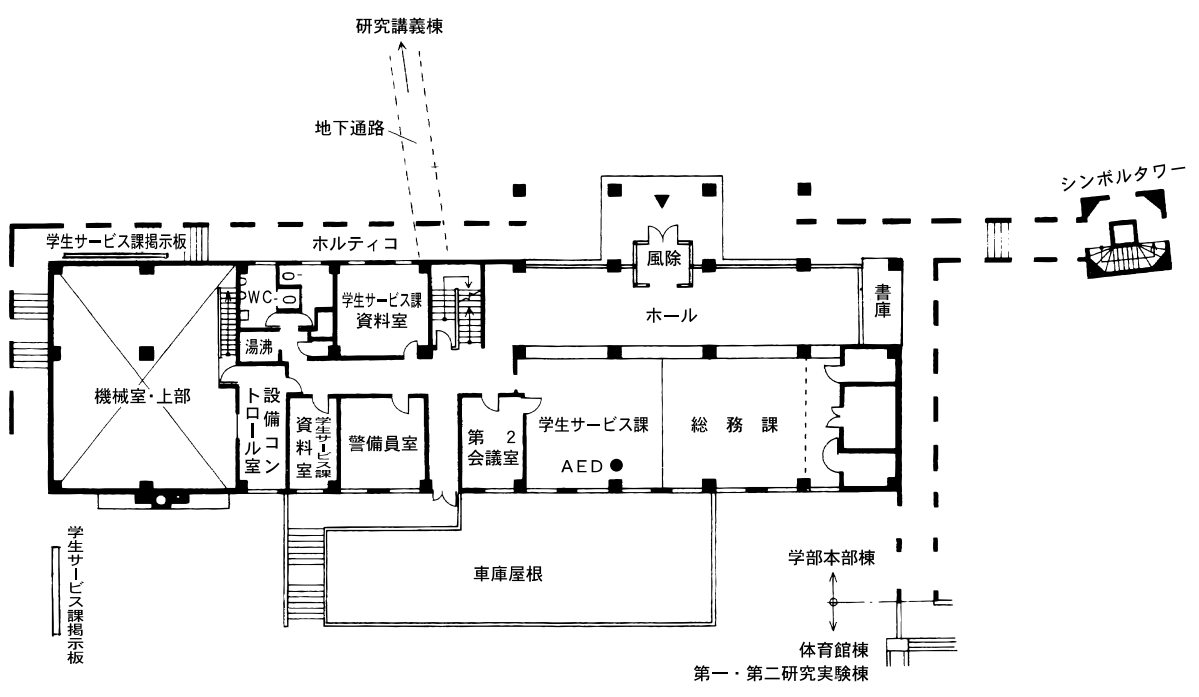 研究講義棟
地下通路
シンボルタワー
学生サービス課掲示板
ホルティコ
風除
書庫
WC
学生サービス課
資料室
ホール
湯沸
機械室・上部
設備コン
トロール室
学生サービス課
資料室
警備員室
第2
会議室
学生サービス課
総務課
AED
学生サービス課掲示板
車庫屋根
学部本部棟
体育館棟
第一・第二研究実験棟